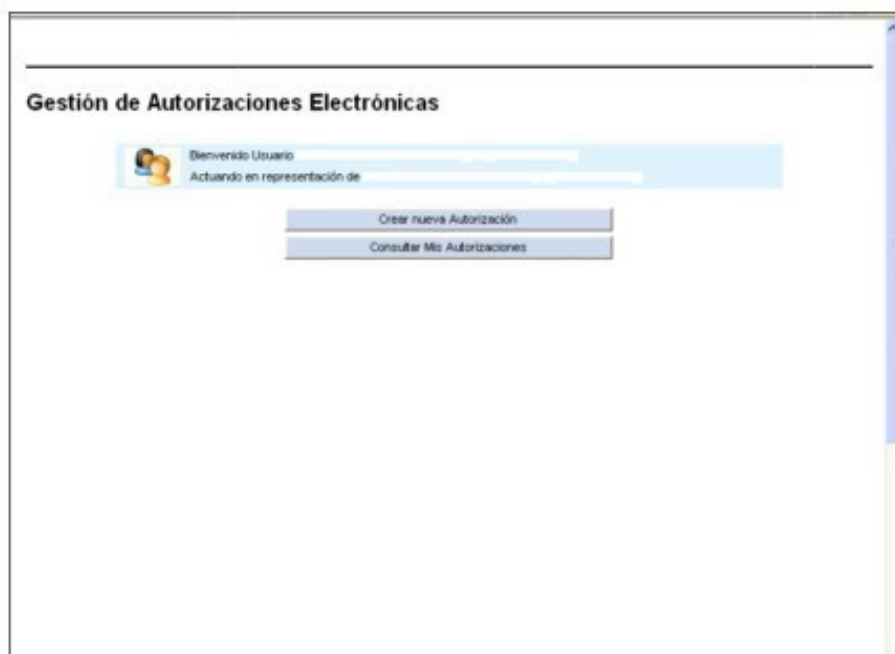 Gestión de Autorizaciones Electrónicas
Bienvenido Usuario
Actuando en representación de
Crear nueva Autorización
Consultar Mis Autorizaciones